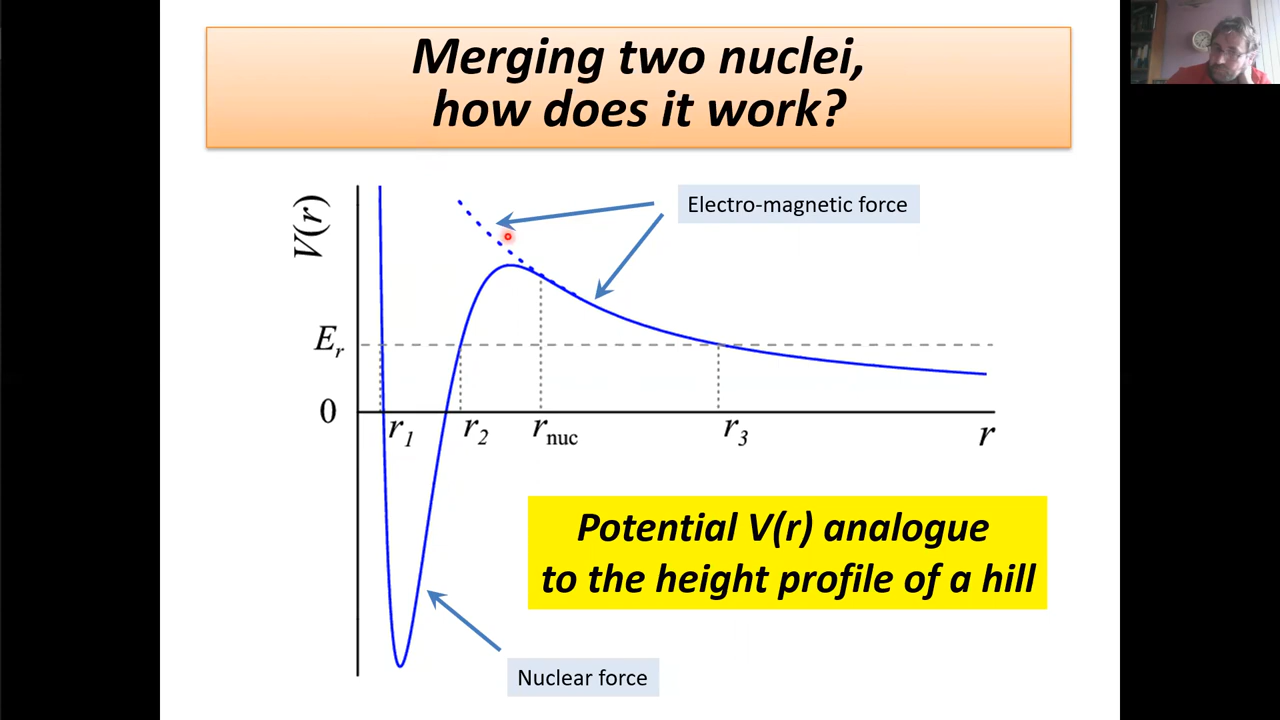 Merging two nuclei,
how does it work?
V(r)
Electro-magnetic force
E_r
0
r_1
r_2
r_nuc
r_3
r
Potential V(r) analogue
to the height profile of a hill
Nuclear force